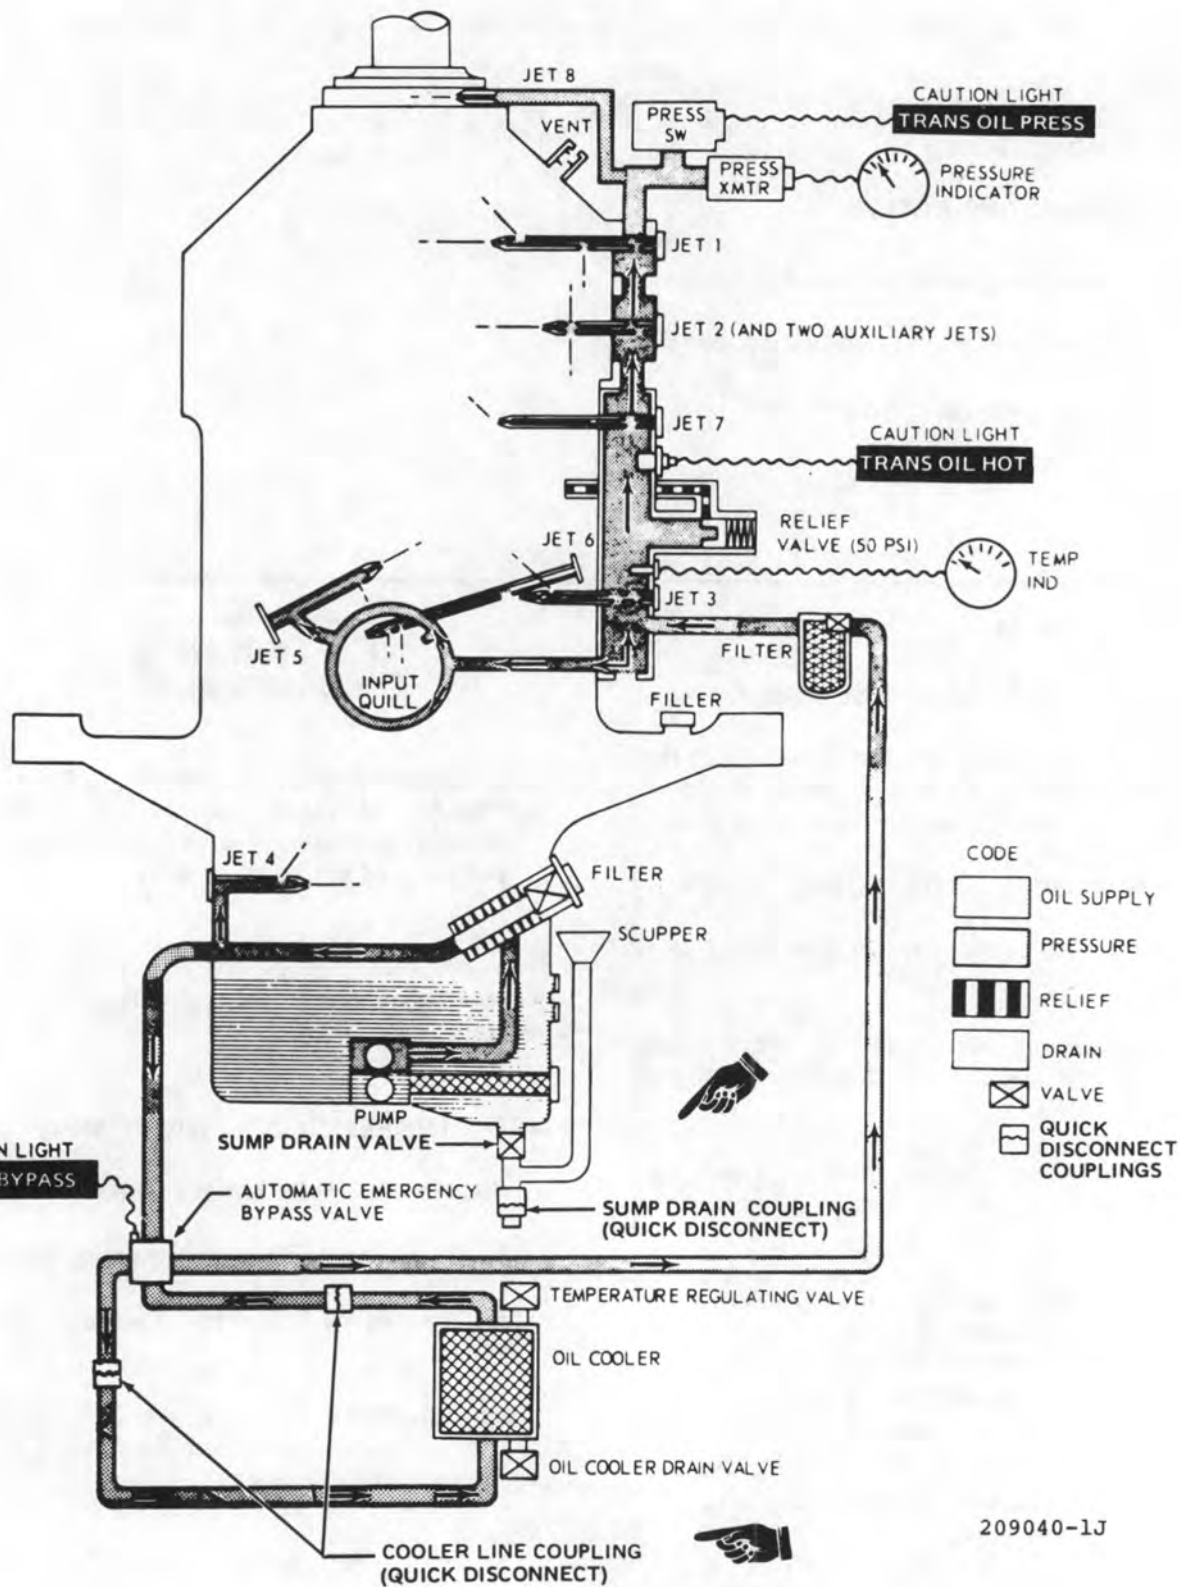 JET 8
CAUTION LIGHT
TRANS OIL PRESS
PRESS
SW
VENT
PRESS
XMTR
PRESSURE
INDICATOR
JET 1
JET 2 (AND TWO AUXILIARY JETS)
JET 7
CAUTION LIGHT
TRANS OIL HOT
RELIEF
VALVE (50 PSI)
JET 6
TEMP
IND
JET 3
JET 5
FILTER
INPUT
QUILL
FILLER
JET 4
FILTER
SCUPPER
CODE
OIL SUPPLY
PRESSURE
RELIEF
DRAIN
VALVE
QUICK
DISCONNECT
COUPLINGS
PUMP
SUMP DRAIN VALVE
N LIGHT
BYPASS
AUTOMATIC EMERGENCY
BYPASS VALVE
SUMP DRAIN COUPLING
(QUICK DISCONNECT)
TEMPERATURE REGULATING VALVE
OIL COOLER
OIL COOLER DRAIN VALVE
COOLER LINE COUPLING
(QUICK DISCONNECT)
209040-1J